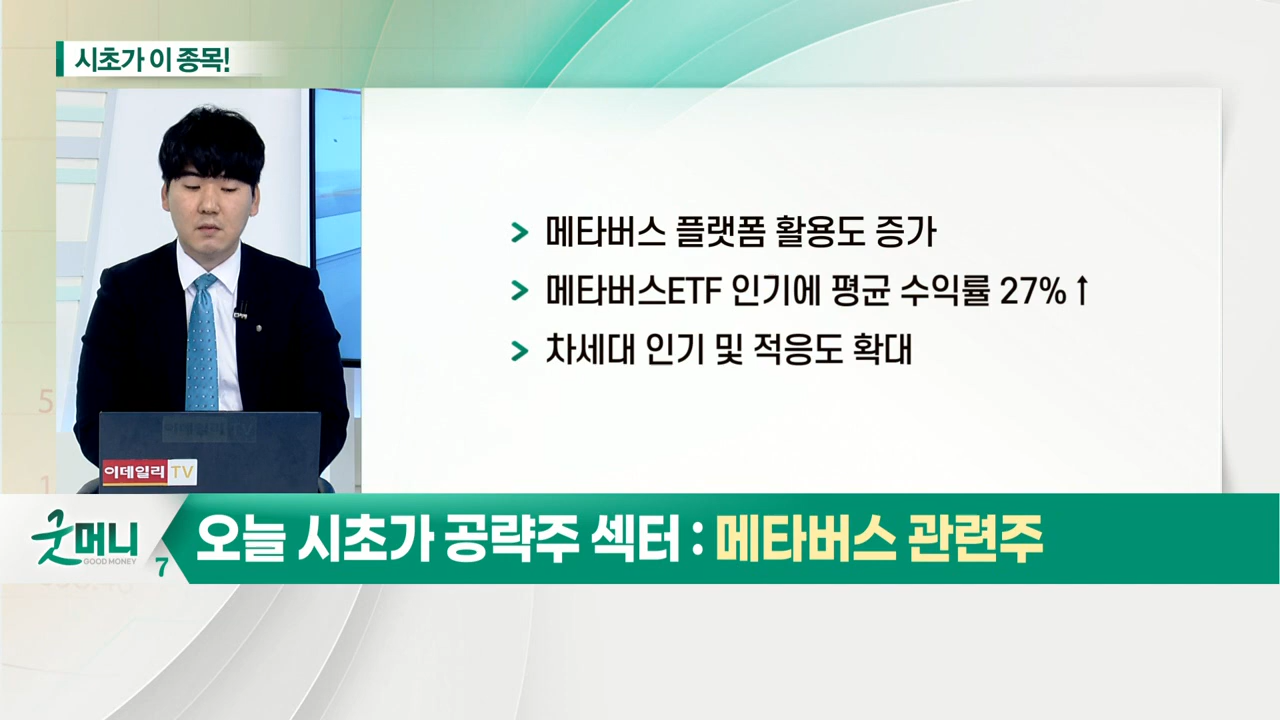 시초가 이 종목!
> 메타버스 플랫폼 활용도 증가
> 메타버스ETF 인기에 평균 수익률 27%↑
> 차세대 인기 및 적응도 확대
이데일리 TV
굿머니
GOOD MONEY
7
오늘 시초가 공략주 섹터 : 메타버스 관련주